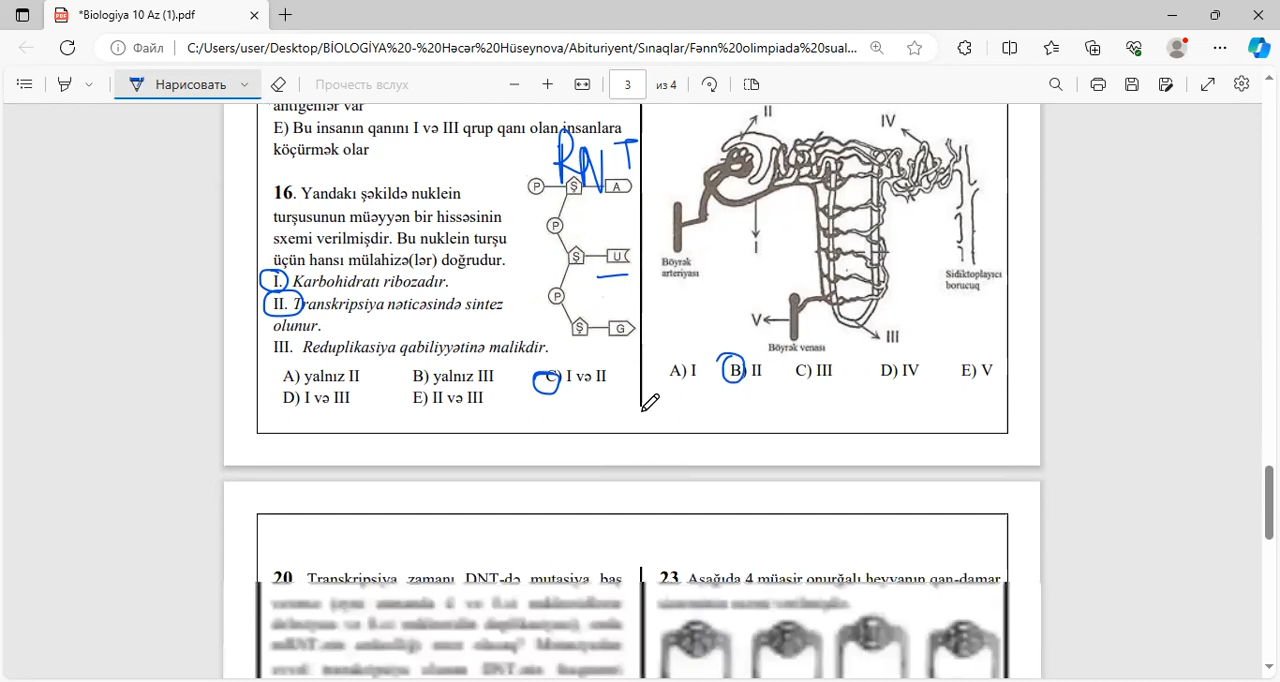 *Biologiya 10 Az (1).pdf
Файл
C:/Users/user/Desktop/BİOLOGİYA%20-%20Həcər%20Hüseynova/Abituriyent/Sınaqlar/Fənn%20olimpiada%20sual...
Нарисовать
Прочесть вслух
3
из 4
antigenlər var
E) Bu insanın qanını I və III qrup qanı olan insanlara
köçürmək olar
RNT
16. Yandakı şəkildə nuklein
turşusunun müəyyən bir hissəsinin
sxemi verilmişdir. Bu nuklein turşu
üçün hansı mülahizə(lər) doğrudur.
I. Karbohidratı ribozadır.
II. Transkripsiya nəticəsində sintez
olunur.
III. Reduplikasiya qabiliyyətinə malikdir.
A) yalnız II
B) yalnız III
C) I və II
D) I və III
E) II və III
P
Ş
A
P
Ş
U
P
Ş
G
II
IV
I
Böyrək
arteriyası
Sidiktoplayıcı
borucuq
V
III
Böyrək venası
A) I
B) II
C) III
D) IV
E) V
20. Transkripsiya zamanı DNT-də mutasiya baş
23. Aşağıda 4 müasir onurğalı heyvanın qan-damar